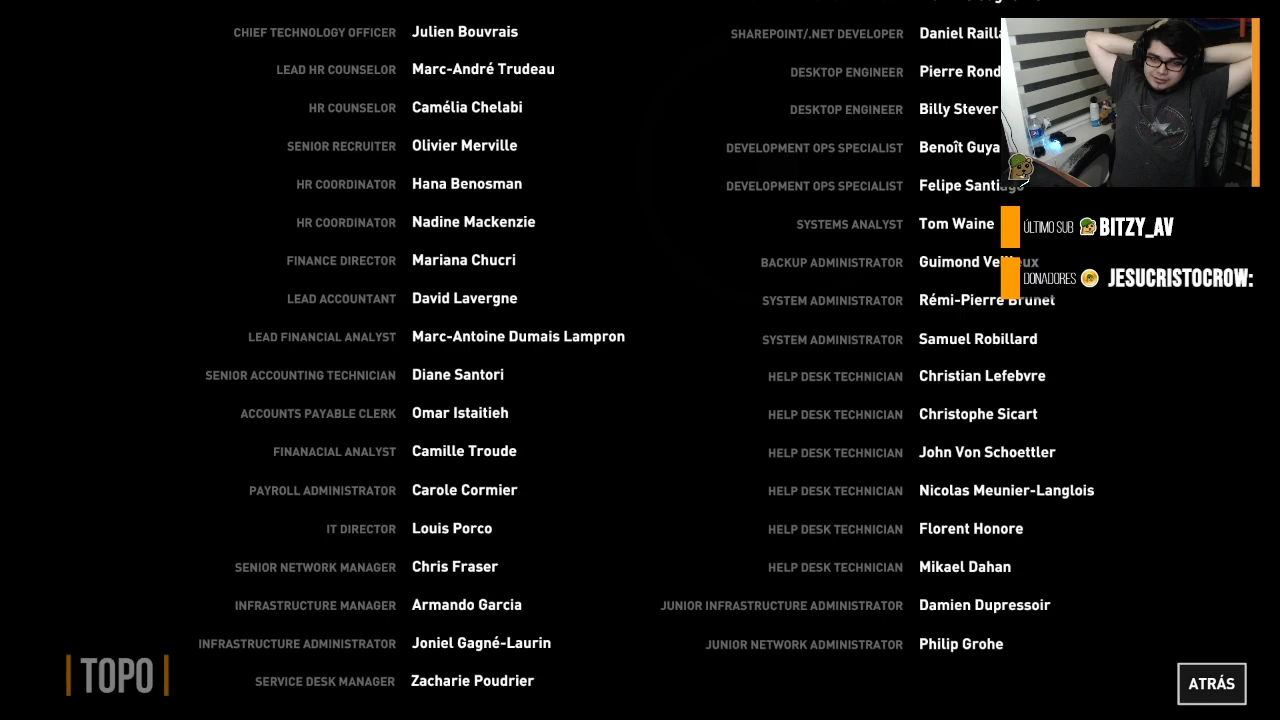 CHIEF TECHNOLOGY OFFICER Julien Bouvrais
LEAD HR COUNSELOR Marc-André Trudeau
HR COUNSELOR Camélia Chelabi
SENIOR RECRUITER Olivier Merville
HR COORDINATOR Hana Benosman
HR COORDINATOR Nadine Mackenzie
FINANCE DIRECTOR Mariana Chucri
LEAD ACCOUNTANT David Lavergne
LEAD FINANCIAL ANALYST Marc-Antoine Dumais Lampron
SENIOR ACCOUNTING TECHNICIAN Diane Santori
ACCOUNTS PAYABLE CLERK Omar Istaitieh
FINANACIAL ANALYST Camille Troude
PAYROLL ADMINISTRATOR Carole Cormier
IT DIRECTOR Louis Porco
SENIOR NETWORK MANAGER Chris Fraser
INFRASTRUCTURE MANAGER Armando Garcia
INFRASTRUCTURE ADMINISTRATOR Joniel Gagné-Laurin
SERVICE DESK MANAGER Zacharie Poudrier
SHAREPOINT/.NET DEVELOPER Daniel
DESKTOP ENGINEER Pierre
DESKTOP ENGINEER Billy Stever
DEVELOPMENT OPS SPECIALIST Benoît
DEVELOPMENT OPS SPECIALIST Felipe
SYSTEMS ANALYST Tom Waine
BACKUP ADMINISTRATOR Guimond
SYSTEM ADMINISTRATOR Rémi-Pierre Brunet
SYSTEM ADMINISTRATOR Samuel Robillard
HELP DESK TECHNICIAN Christian Lefebvre
HELP DESK TECHNICIAN Christophe Sicart
HELP DESK TECHNICIAN John Von Schoettler
HELP DESK TECHNICIAN Nicolas Meunier-Langlois
HELP DESK TECHNICIAN Florent Honore
HELP DESK TECHNICIAN Mikael Dahan
JUNIOR INFRASTRUCTURE ADMINISTRATOR Damien Dupressoir
JUNIOR NETWORK ADMINISTRATOR Philip Grohe
ÚLTIMO SUB BITZY_AV
DONADORES JESUCRISTOCROW:
| TOPO |
ATRÁS